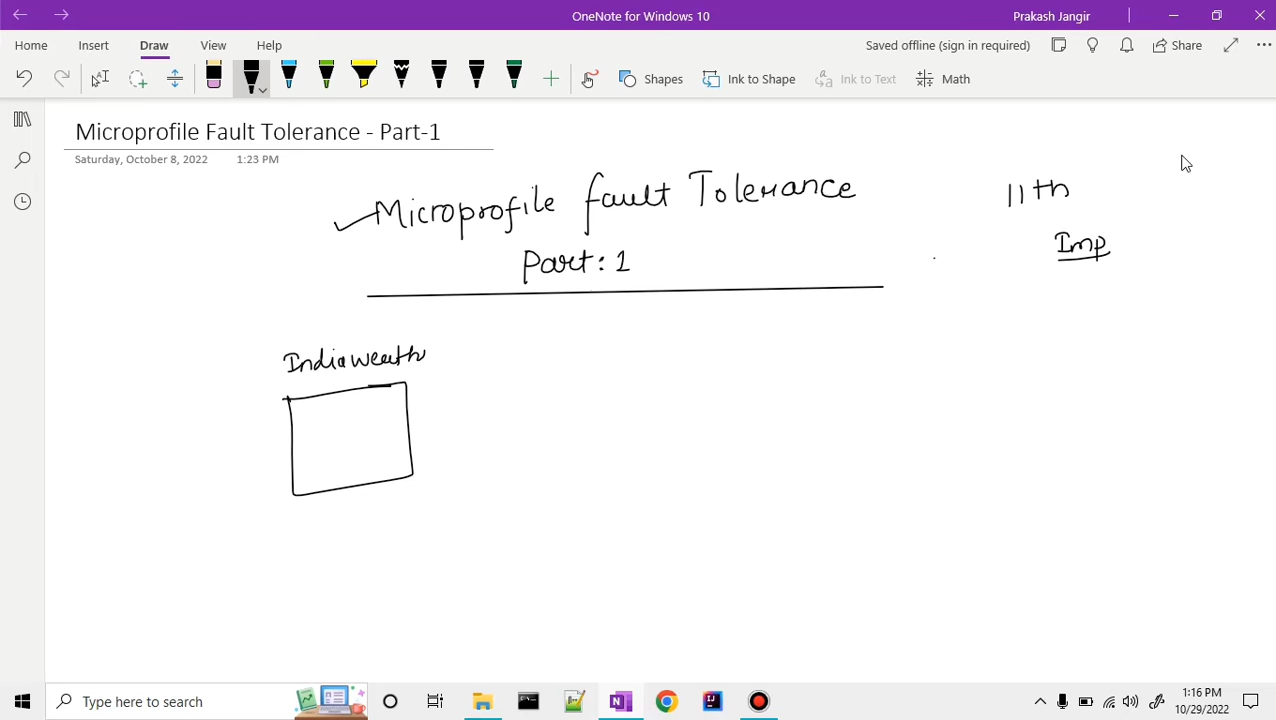 OneNote for Windows 10
Prakash Jangir
Home Insert Draw View Help
Saved offline (sign in required)
Share
Shapes
Ink to Shape
Ink to Text
Math
Microprofile Fault Tolerance - Part-1
Saturday, October 8, 2022 1:23 PM
Microprofile fault Tolerance
11th
Part: 1
Imp
Indiaweath
Type here to search
1:16 PM
10/29/2022